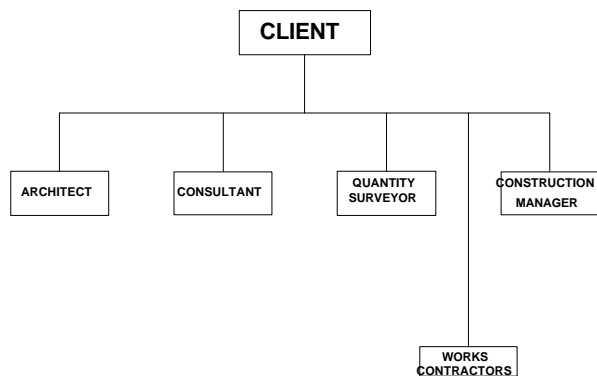 CLIENT
ARCHITECT
CONSULTANT
QUANTITY
SURVEYOR
CONSTRUCTION
MANAGER
WORKS
CONTRACTORS